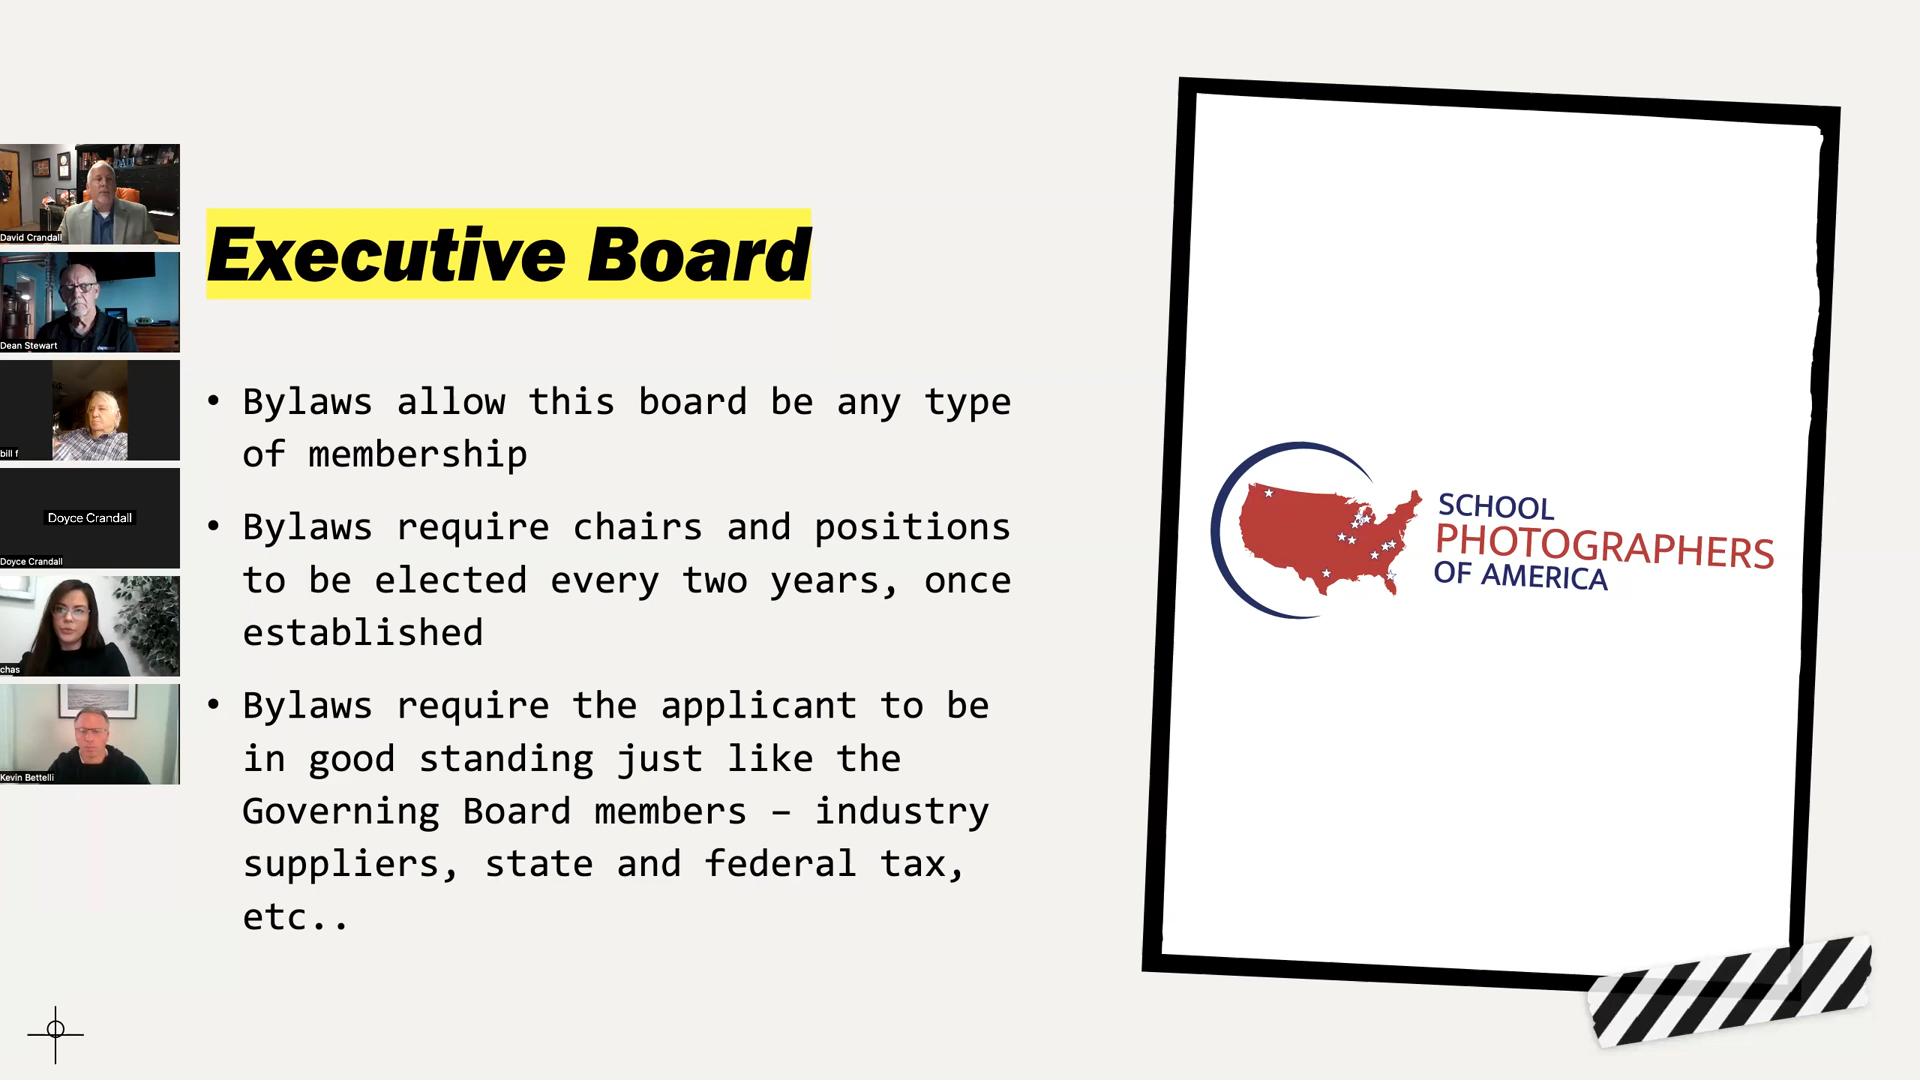 David Crandall
Dean Stewart
bill f
Doyce Crandall
Doyce Crandall
chas
Kevin Bettelli
Executive Board
• Bylaws allow this board be any type
of membership
• Bylaws require chairs and positions
to be elected every two years, once
established
• Bylaws require the applicant to be
in good standing just like the
Governing Board members – industry
suppliers, state and federal tax,
etc..
SCHOOL
PHOTOGRAPHERS
OF AMERICA